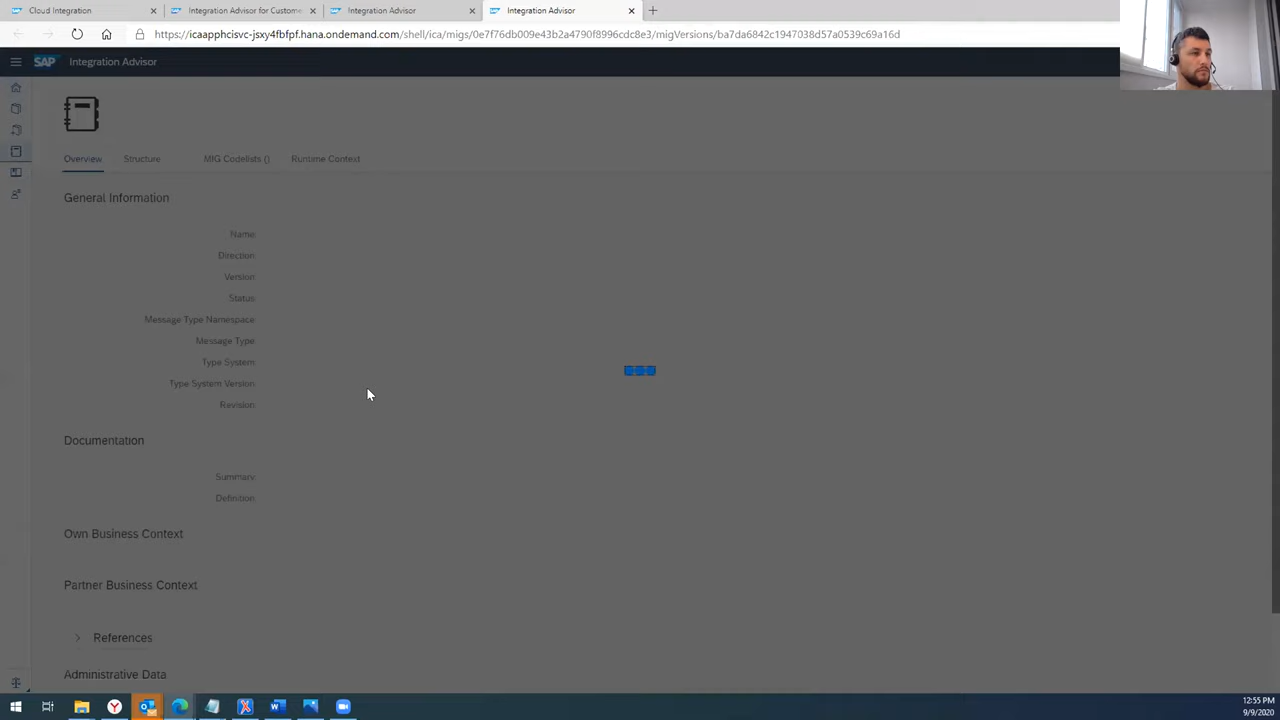 Cloud Integration
Integration Advisor for Custome
Integration Advisor
Integration Advisor
https://icaapphcisvc-jsxy4fbfpf.hana.ondemand.com/shell/ica/migs/0e7f76db009e43b2a4790f8996cdc8e3/migVersions/ba7da6842c1947038d57a0539c69a16d
SAP Integration Advisor
Overview Structure MIG Codelists () Runtime Context
General Information
Name:
Direction:
Version:
Status:
Message Type Namespace:
Message Type:
Type System:
Type System Version:
Revision:
Documentation
Summary:
Definition:
Own Business Context
Partner Business Context
References
Administrative Data
12:55 PM
9/9/2020